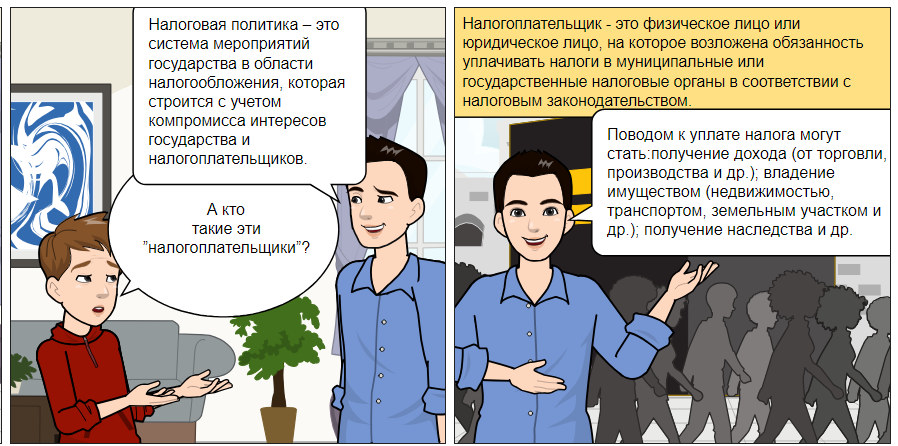 Налоговая политика – это
система мероприятий
государства в области
налогообложения, которая
строится с учетом
компромисса интересов
государства и
налогоплательщиков.
А кто
такие эти
”налогоплательщики”?
Налогоплательщик - это физическое лицо или
юридическое лицо, на которое возложена обязанность
уплачивать налоги в муниципальные или
государственные налоговые органы в соответствии с
налоговым законодательством.
Поводом к уплате налога могут
стать:получение дохода (от торговли,
производства и др.); владение
имуществом (недвижимостью,
транспортом, земельным участком и
др.); получение наследства и др.